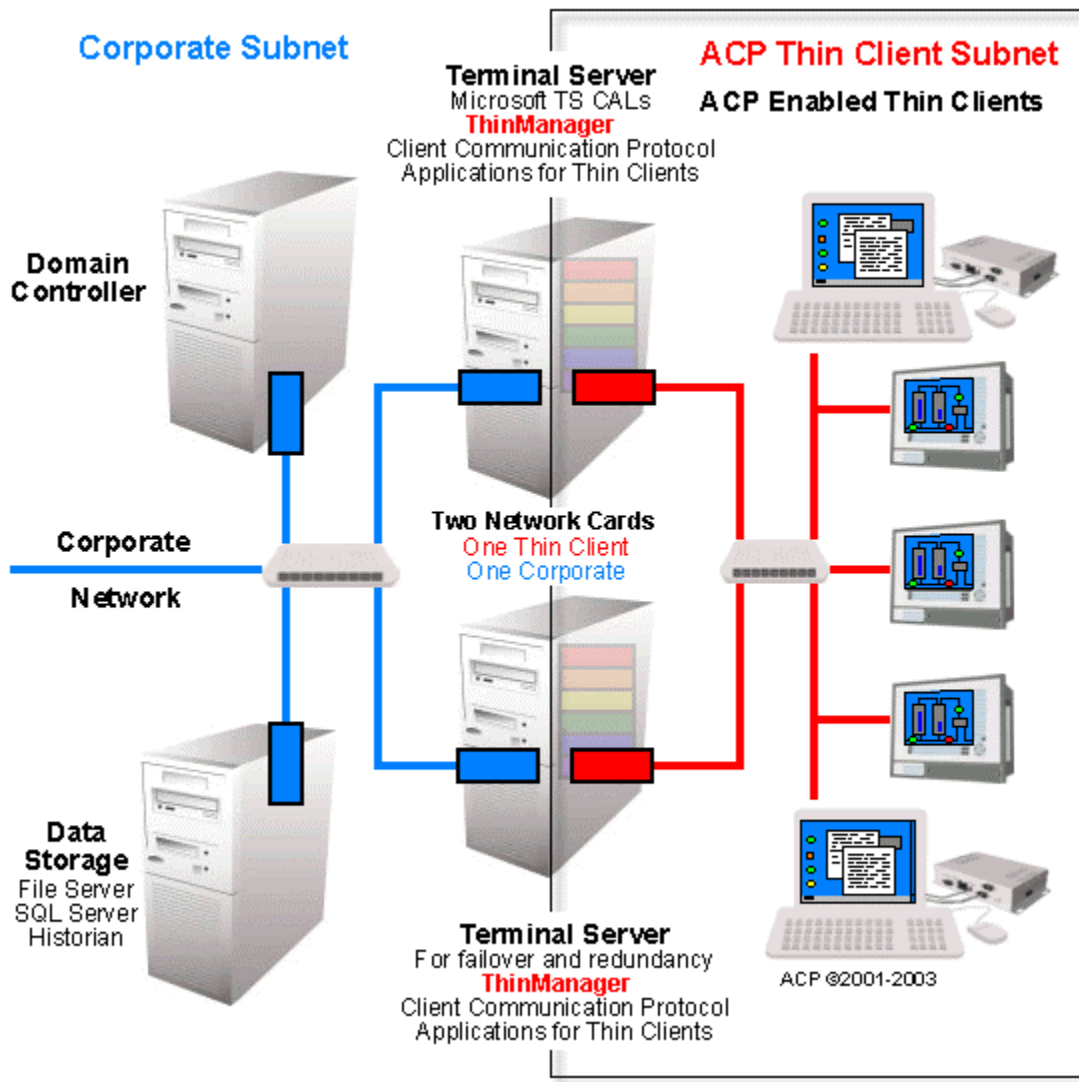 Corporate Subnet
ACP Thin Client Subnet
ACP Enabled Thin Clients
Terminal Server
Microsoft TS CALs
ThinManager
Client Communication Protocol
Applications for Thin Clients
Domain
Controller
Two Network Cards
One Thin Client
One Corporate
Corporate
Network
Data
Storage
File Server
SQL Server
Historian
Terminal Server
For failover and redundancy
ThinManager
Client Communication Protocol
Applications for Thin Clients
ACP ©2001-2003